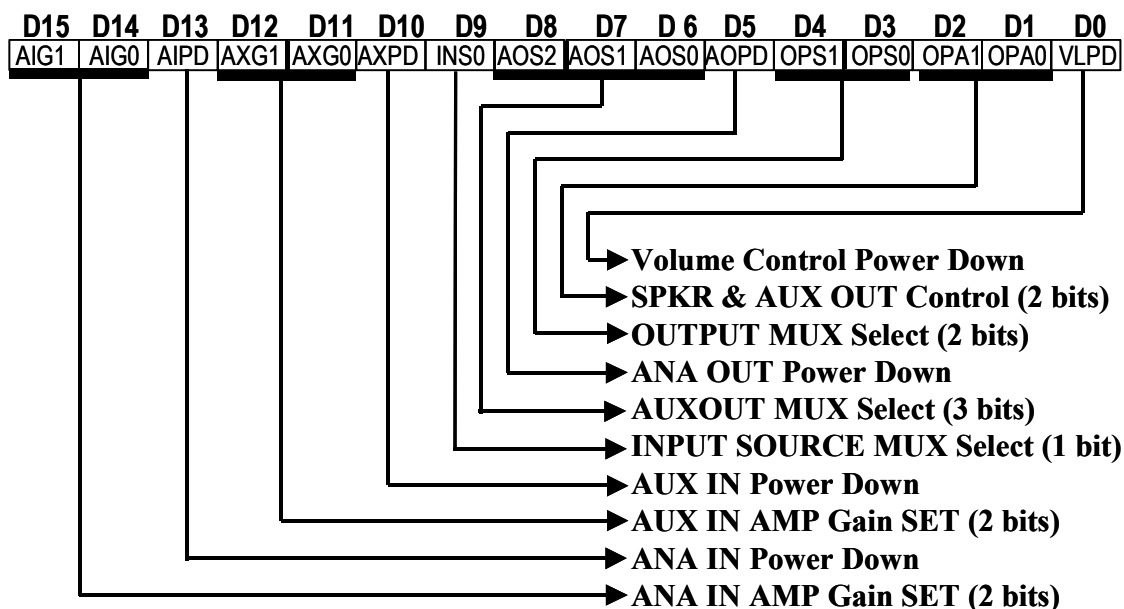 D15 D14 D13 D12 D11 D10 D9 D8 D7 D 6 D5 D4 D3 D2 D1 D0
AIG1 AIG0 AIPD AXG1 AXG0 AXPD INS0 AOS2 AOS1 AOS0 AOPD OPS1 OPS0 OPA1 OPA0 VLPD
Volume Control Power Down
SPKR & AUX OUT Control (2 bits)
OUTPUT MUX Select (2 bits)
ANA OUT Power Down
AUXOUT MUX Select (3 bits)
INPUT SOURCE MUX Select (1 bit)
AUX IN Power Down
AUX IN AMP Gain SET (2 bits)
ANA IN Power Down
ANA IN AMP Gain SET (2 bits)